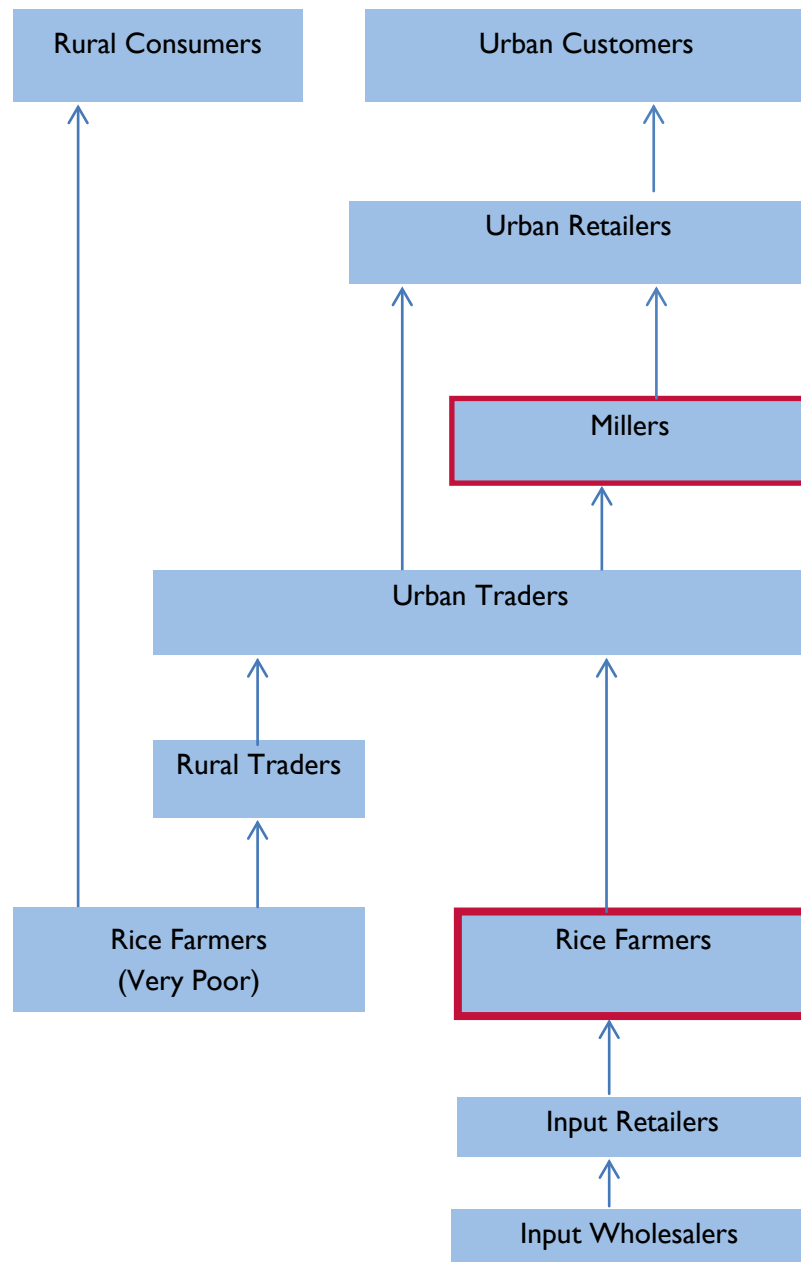 Rural Consumers
Urban Customers
Urban Retailers
Millers
Urban Traders
Rural Traders
Rice Farmers
(Very Poor)
Rice Farmers
Input Retailers
Input Wholesalers